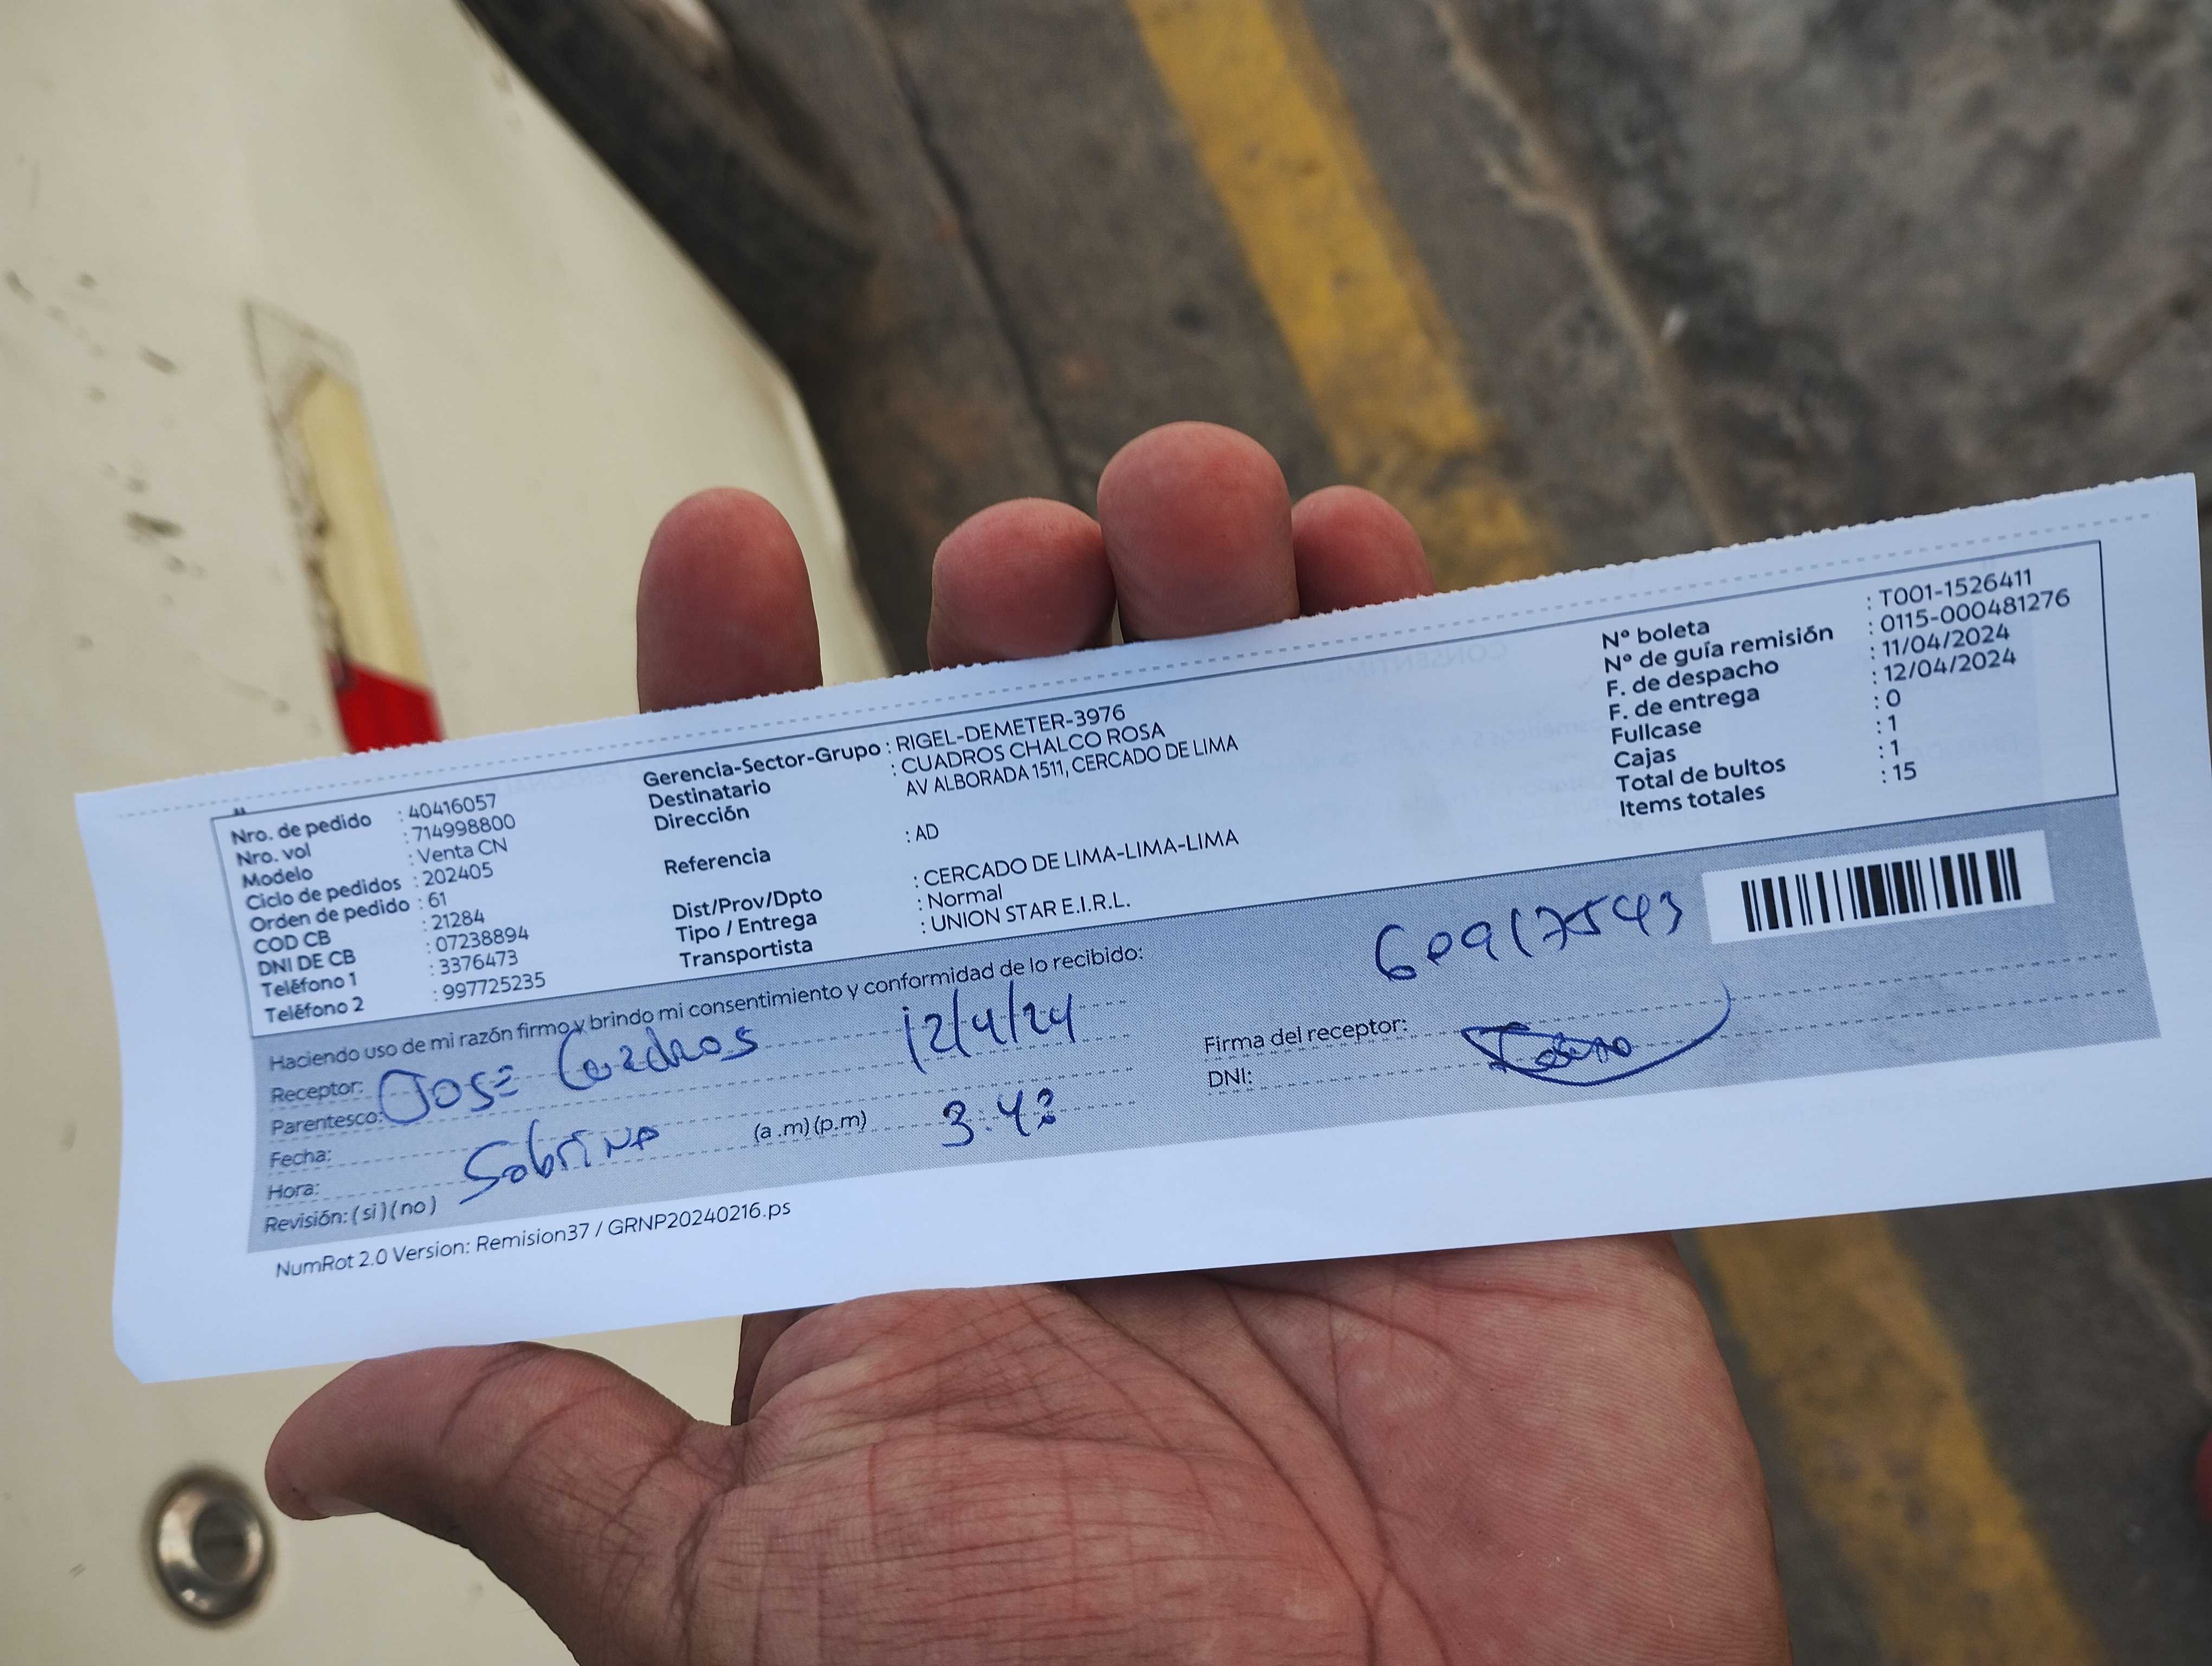 Nro. de pedido : 40416057
Nro. vol : 714998800
Modelo : Venta CN
Ciclo de pedidos : 202405
Orden de pedido : 61
COD CB : 21284
DNI DE CB : 07238894
Teléfono 1 : 3376473
Teléfono 2 : 997725235
Gerencia-Sector-Grupo : RIGEL-DEMETER-3976
Destinatario : CUADROS CHALCO ROSA
Dirección AV ALBORADA 1511, CERCADO DE LIMA
Referencia : AD
Dist/Prov/Dpto : CERCADO DE LIMA-LIMA-LIMA
Tipo / Entrega : Normal
Transportista : UNION STAR E.I.R.L.
N° boleta : T001-1526411
N° de guía remisión : 0115-000481276
F. de despacho : 11/04/2024
F. de entrega : 12/04/2024
Fullcase : 0
Cajas : 1
Total de bultos : 1
Items totales : 15
Haciendo uso de mi razón firmo y brindo mi consentimiento y conformidad de lo recibido:
Receptor: Jose Cuadros 12/4/24
Parentesco:
Fecha:
Hora: Sobrino (a .m) (p.m) 3:42
Revisión: ( si ) ( no )
Firma del receptor:
DNI:
NumRot 2.0 Version: Remision37 / GRNP20240216.ps